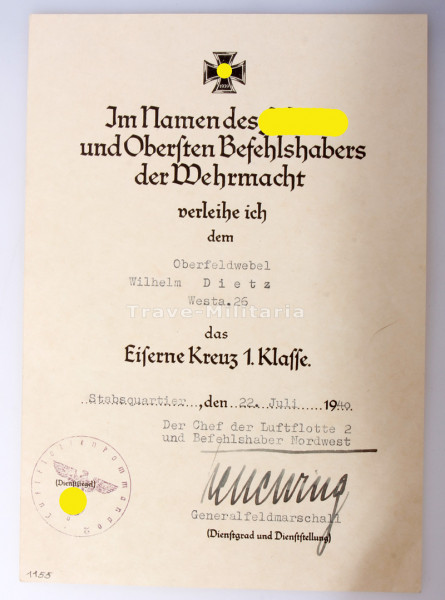 Im Namen des
und Obersten Befehlshabers
der Wehrmacht
verleihe ich
dem
Oberfeldwebel
Wilhelm Dietz
Westa.26
Trave-Militaria
das
Eiserne Kreuz 1. Klasse.
Stabsquartier, den 22. Juli 1940
Der Chef der Luftflotte 2
und Befehlshaber Nordwest
(Dienstgrad)
Generalfeldmarschall
(Dienstgrad und Dienststellung)
1155